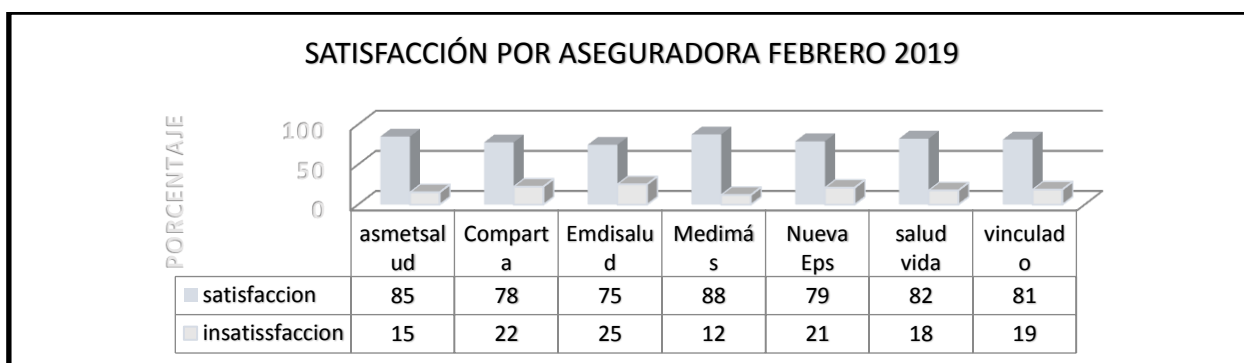 SATISFACCIÓN POR ASEGURADORA FEBRERO 2019
PORCENTAJE
100
50
0
asmetsal Compart Emdisalu Medimá Nueva salud vinculad
ud a d s Eps vida o
satisfaccion 85 78 75 88 79 82 81
insatissfaccion 15 22 25 12 21 18 19